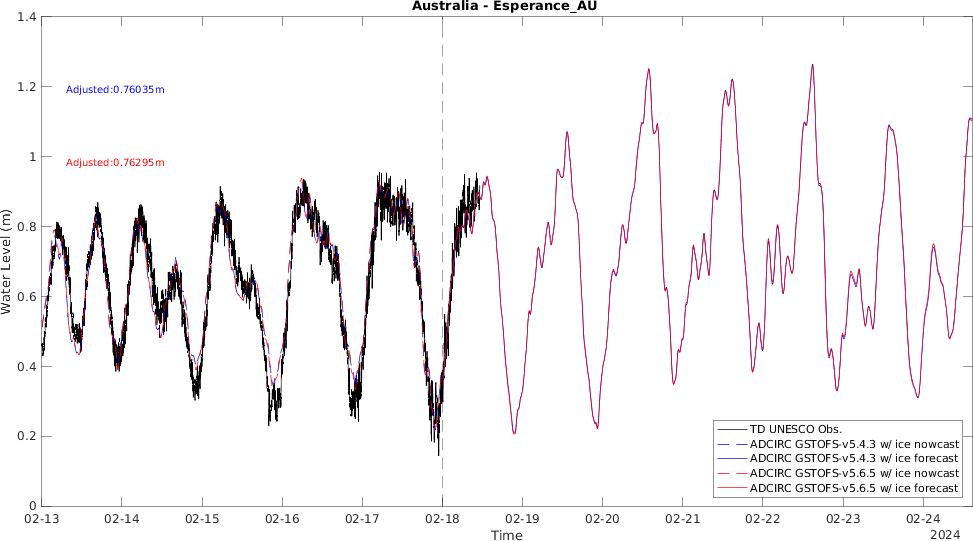 Australia - Esperance_AU
1.4
1.2
1
0.8
0.6
0.4
0.2
0
Water Level (m)
Adjusted:0.76035m
Adjusted:0.76295m
TD UNESCO Obs.
ADCIRC GSTOFS-v5.4.3 w/ ice nowcast
ADCIRC GSTOFS-v5.4.3 w/ ice forecast
ADCIRC GSTOFS-v5.6.5 w/ ice nowcast
ADCIRC GSTOFS-v5.6.5 w/ ice forecast
02-13 02-14 02-15 02-16 02-17 02-18 02-19 02-20 02-21 02-22 02-23 02-24
Time
2024